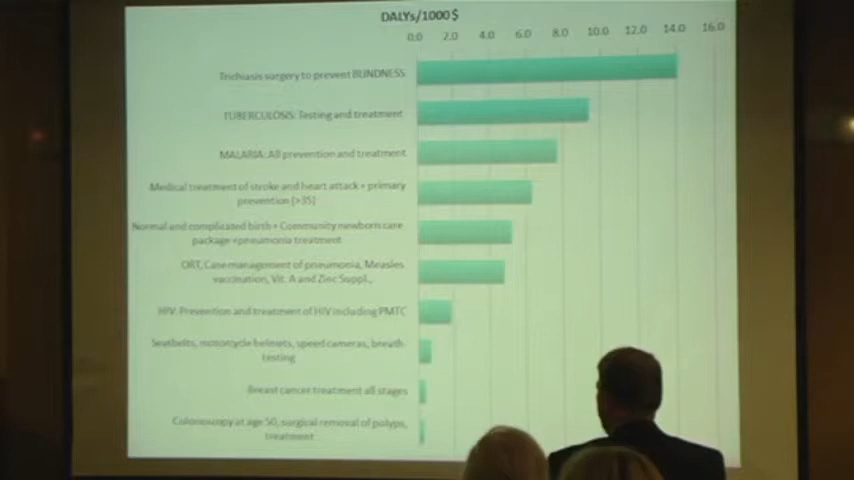 DALYs/1000 $
0.0 2.0 4.0 6.0 8.0 10.0 12.0 14.0 16.0
Trichiasis surgery to prevent BLINDNESS
TUBERCULOSIS: Testing and treatment
MALARIA: All prevention and treatment
Medical treatment of stroke and heart attack + primary
prevention (>35)
Normal and complicated birth + Community newborn care
package +pneumonia treatment
ORT, Case management of pneumonia, Measles
vaccination, Vit. A and Zinc Suppl.,
HIV: Prevention and treatment of HIV including PMTC
Seatbelts, motorcycle helmets, speed cameras, breath-
testing
Breast cancer treatment all stages
Colonoscopy at age 50, surgical removal of polyps,
treatment